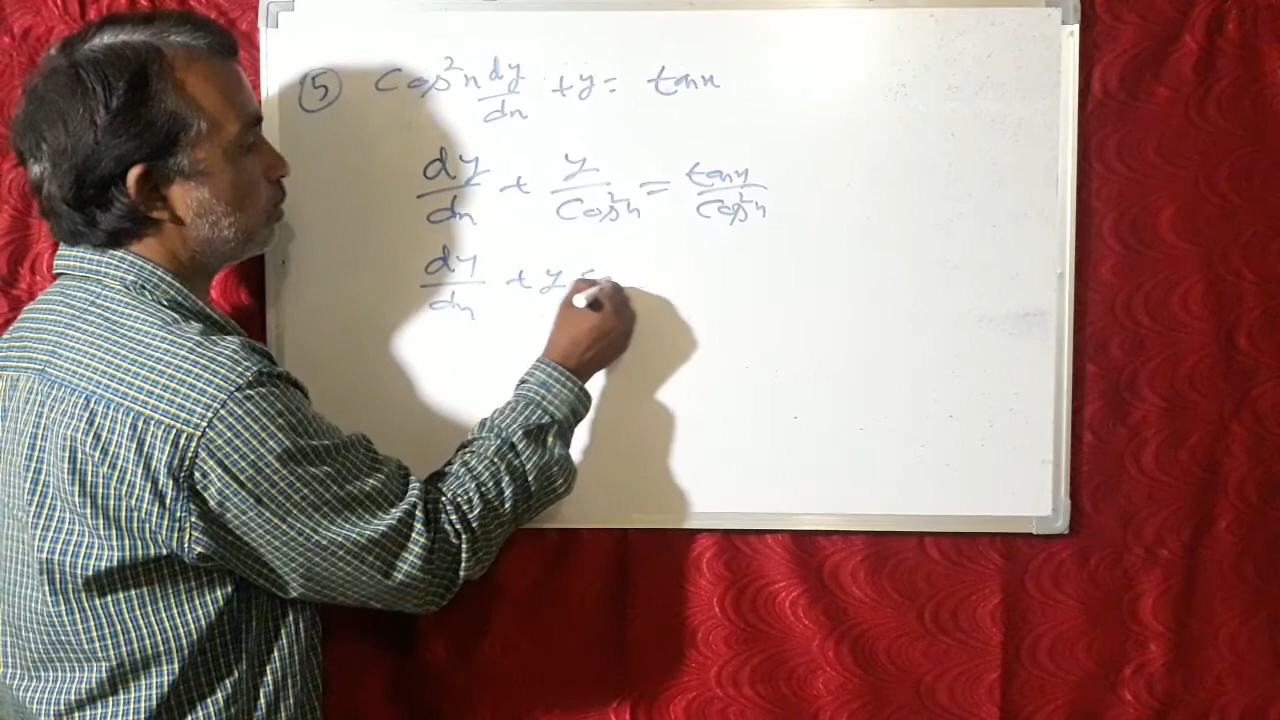 ⑤ Cos²x dy/dx + y = tanx
dy/dx + y/Cos²x = tanx/Cos²x
dy/dx + y